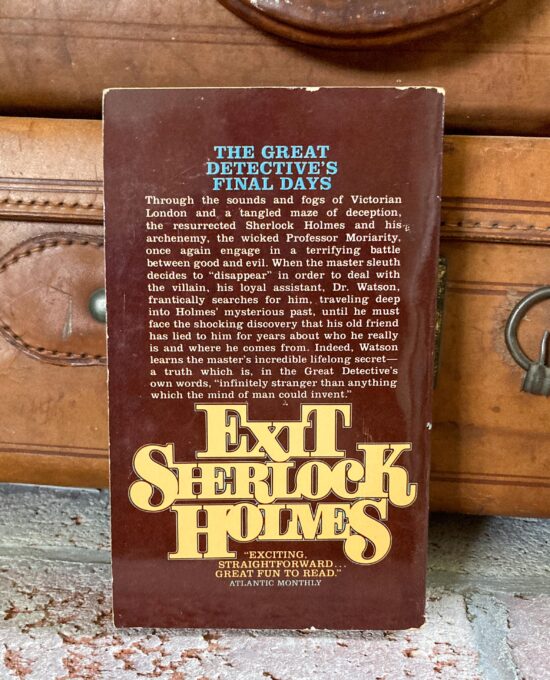 THE GREAT
DETECTIVE'S
FINAL DAYS
Through the sounds and fogs of Victorian
London and a tangled maze of deception,
the resurrected Sherlock Holmes and his
archenemy, the wicked Professor Moriarity,
once again engage in a terrifying battle
between good and evil. When the master sleuth
decides to "disappear" in order to deal with
the villain, his loyal assistant, Dr. Watson,
frantically searches for him, traveling deep
into Holmes' mysterious past, until he must
face the shocking discovery that his old friend
has lied to him for years about who he really
is and where he comes from. Indeed, Watson
learns the master's incredible lifelong secret—
a truth which is, in the Great Detective's
own words, "infinitely stranger than anything
which the mind of man could invent."
EXIT
SHERLOCK
HOLMES
"EXCITING,
STRAIGHTFORWARD...
GREAT FUN TO READ."
ATLANTIC MONTHLY